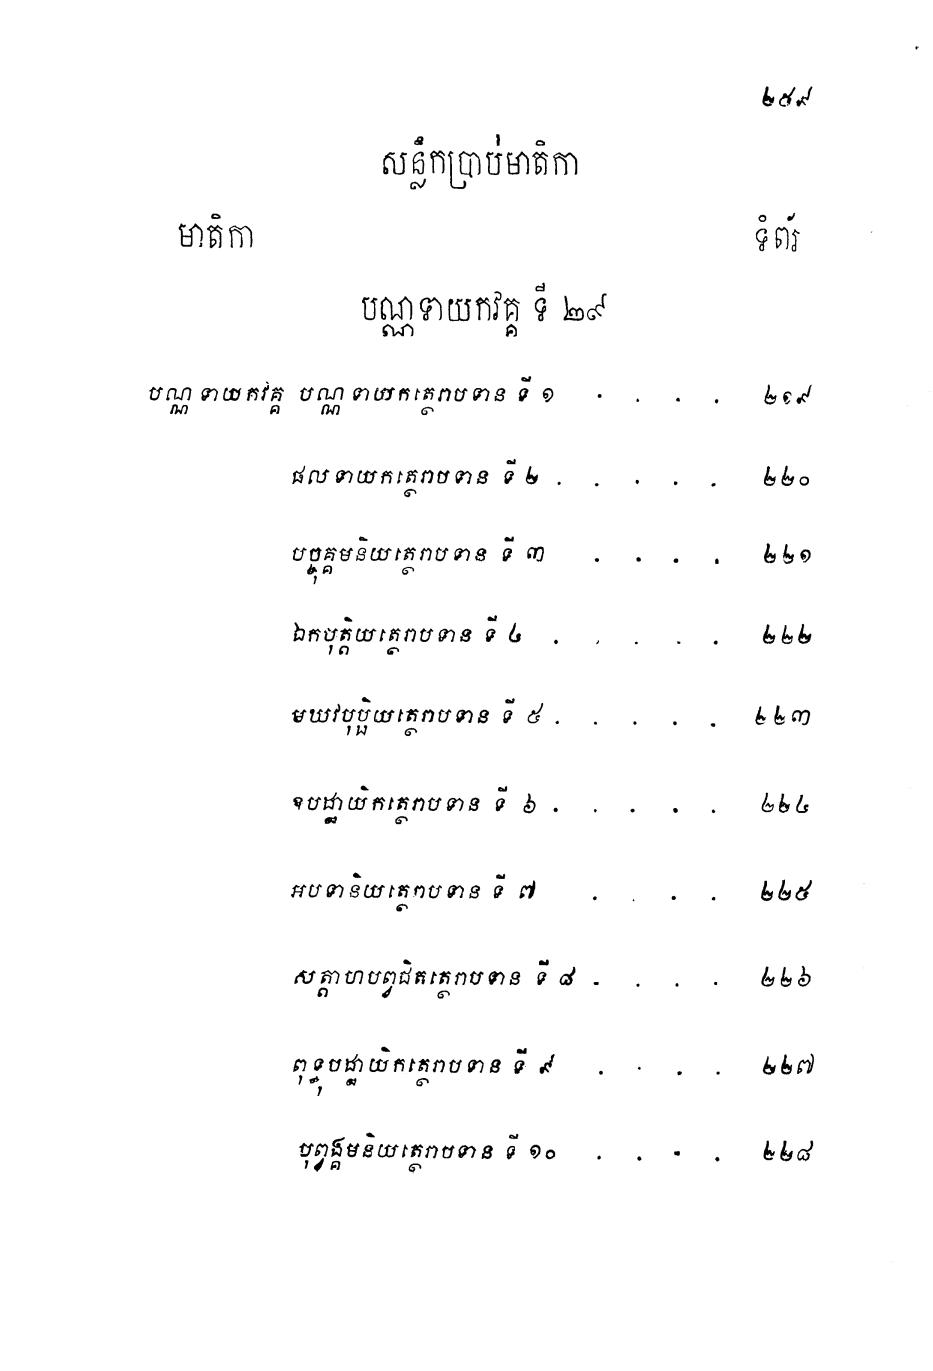 ២៥៩
សន្លឹកប្រាប់មាតិកា
មាតិកា ទំព័រ
បណ្ណទាយកវគ្គ ទី ២៩
បណ្ណទាយកវគ្គ បណ្ណទាយកត្ថេរាបទាន ទី ១ . . . . ២១៩
ផលទាយកត្ថេរាបទាន ទី ២ . . . . . ២២០
បច្ចុគ្គមនិយត្ថេរាបទាន ទី ៣ . . . . ២២១
ឯកបុត្តិយត្ថេរាបទាន ទី ៤ . . . . . ២២២
មឃវបុប្ផិយត្ថេរាបទាន ទី ៥ . . . . . ២២៣
ឧបដ្ឋាយិកត្ថេរាបទាន ទី ៦ . . . . . ២២៤
អបទានិយត្ថេរាបទាន ទី ៧ . . . . ២២៥
សត្តាហបព្វជិតត្ថេរាបទាន ទី ៨ . . . . ២២៦
ពុទ្ធុបដ្ឋាយិកត្ថេរាបទាន ទី ៩ . . . . ២២៧
បុព្វង្គមនិយត្ថេរាបទាន ទី ១០ . . . . ២២៨